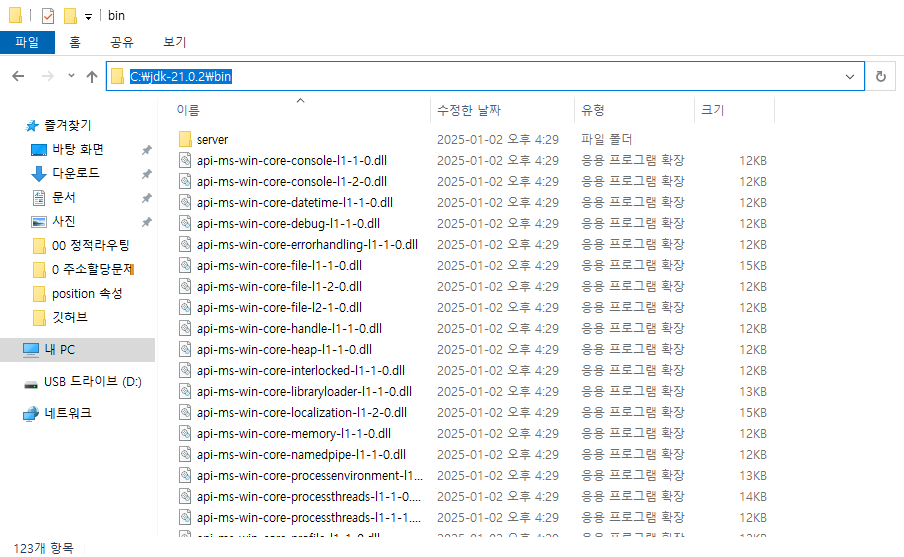 bin
파일 홈 공유 보기
C:₩jdk-21.0.2₩bin
이름 수정한 날짜 유형 크기
즐겨찾기
바탕 화면
다운로드
문서
사진
00 정적라우팅
0 주소할당문제
position 속성
깃허브
내 PC
USB 드라이브 (D:)
네트워크
server 2025-01-02 오후 4:29 파일 폴더
api-ms-win-core-console-l1-1-0.dll 2025-01-02 오후 4:29 응용 프로그램 확장 12KB
api-ms-win-core-console-l1-2-0.dll 2025-01-02 오후 4:29 응용 프로그램 확장 12KB
api-ms-win-core-datetime-l1-1-0.dll 2025-01-02 오후 4:29 응용 프로그램 확장 12KB
api-ms-win-core-debug-l1-1-0.dll 2025-01-02 오후 4:29 응용 프로그램 확장 12KB
api-ms-win-core-errorhandling-l1-1-0.dll 2025-01-02 오후 4:29 응용 프로그램 확장 12KB
api-ms-win-core-file-l1-1-0.dll 2025-01-02 오후 4:29 응용 프로그램 확장 15KB
api-ms-win-core-file-l1-2-0.dll 2025-01-02 오후 4:29 응용 프로그램 확장 12KB
api-ms-win-core-file-l2-1-0.dll 2025-01-02 오후 4:29 응용 프로그램 확장 12KB
api-ms-win-core-handle-l1-1-0.dll 2025-01-02 오후 4:29 응용 프로그램 확장 12KB
api-ms-win-core-heap-l1-1-0.dll 2025-01-02 오후 4:29 응용 프로그램 확장 12KB
api-ms-win-core-interlocked-l1-1-0.dll 2025-01-02 오후 4:29 응용 프로그램 확장 12KB
api-ms-win-core-libraryloader-l1-1-0.dll 2025-01-02 오후 4:29 응용 프로그램 확장 13KB
api-ms-win-core-localization-l1-2-0.dll 2025-01-02 오후 4:29 응용 프로그램 확장 15KB
api-ms-win-core-memory-l1-1-0.dll 2025-01-02 오후 4:29 응용 프로그램 확장 12KB
api-ms-win-core-namedpipe-l1-1-0.dll 2025-01-02 오후 4:29 응용 프로그램 확장 12KB
api-ms-win-core-processenvironment-l1... 2025-01-02 오후 4:29 응용 프로그램 확장 13KB
api-ms-win-core-processthreads-l1-1-0.... 2025-01-02 오후 4:29 응용 프로그램 확장 14KB
api-ms-win-core-processthreads-l1-1-1.... 2025-01-02 오후 4:29 응용 프로그램 확장 12KB
api-ms-win-core-profile-l1-1-0.dll 2025-01-02 오후 4:29 응용 프로그램 확장 12KB
123개 항목